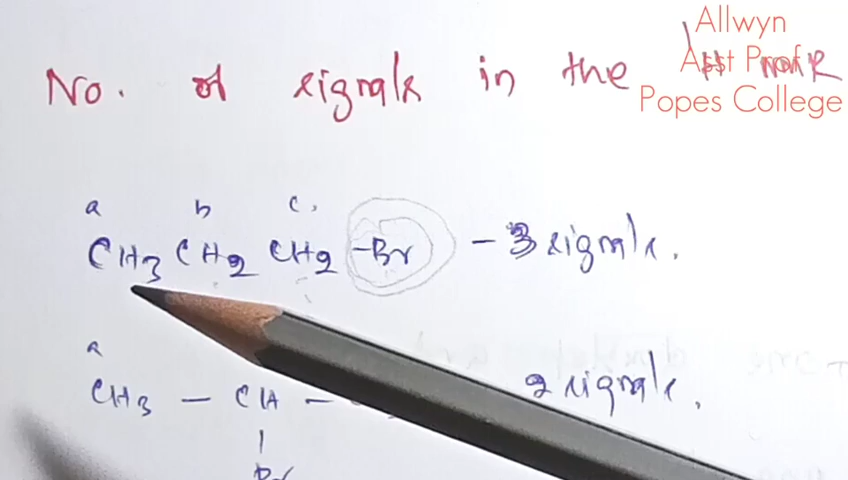 Allwyn
Asst Prof
Popes College
No. of signals in the
a b c.
CH3 CH2 CH2 -Br - 3 signals.
a
CH3 - CH -
2 signals.
|
Br